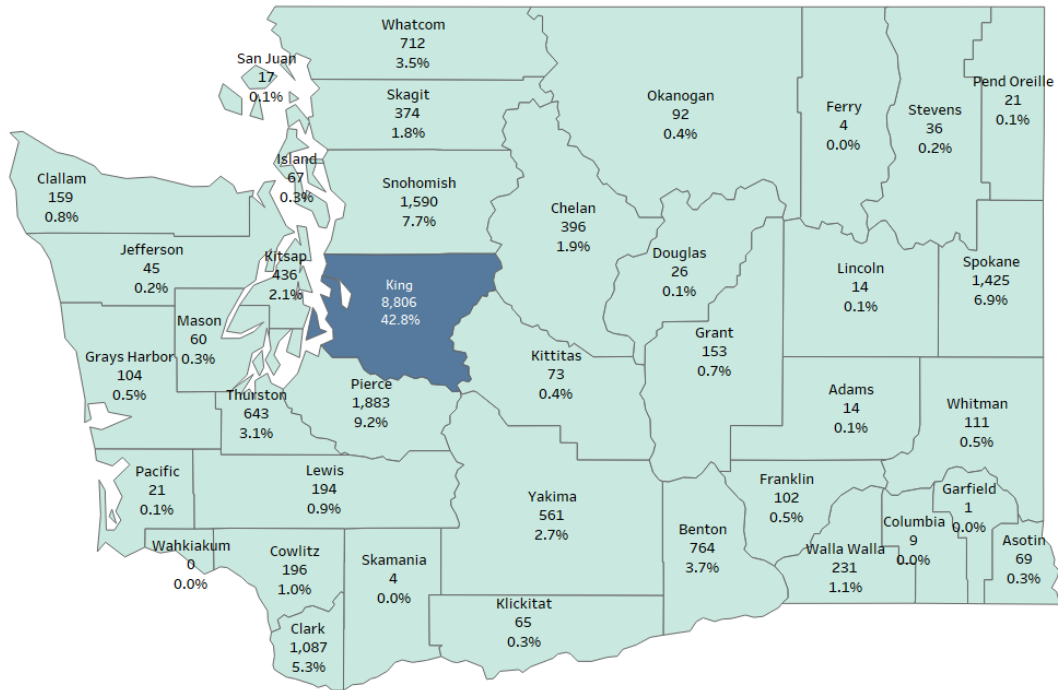 Whatcom
712
3.5%
San Juan
17
0.1%
Skagit
374
1.8%
Okanogan
92
0.4%
Ferry
4
0.0%
Stevens
36
0.2%
Pend Oreille
21
0.1%
Island
67
0.3%
Clallam
159
0.8%
Snohomish
1,590
7.7%
Chelan
396
1.9%
Jefferson
45
0.2%
Kitsap
436
2.1%
King
8,806
42.8%
Douglas
26
0.1%
Lincoln
14
0.1%
Spokane
1,425
6.9%
Mason
60
0.3%
Grays Harbor
104
0.5%
Grant
153
0.7%
Kittitas
73
0.4%
Thurston
643
3.1%
Pierce
1,883
9.2%
Adams
14
0.1%
Whitman
111
0.5%
Pacific
21
0.1%
Lewis
194
0.9%
Yakima
561
2.7%
Franklin
102
0.5%
Garfield
1
0.0%
Benton
764
3.7%
Columbia
9
0.0%
Walla Walla
231
1.1%
Asotin
69
0.3%
Wahkiakum
0
0.0%
Cowlitz
196
1.0%
Skamania
4
0.0%
Klickitat
65
0.3%
Clark
1,087
5.3%